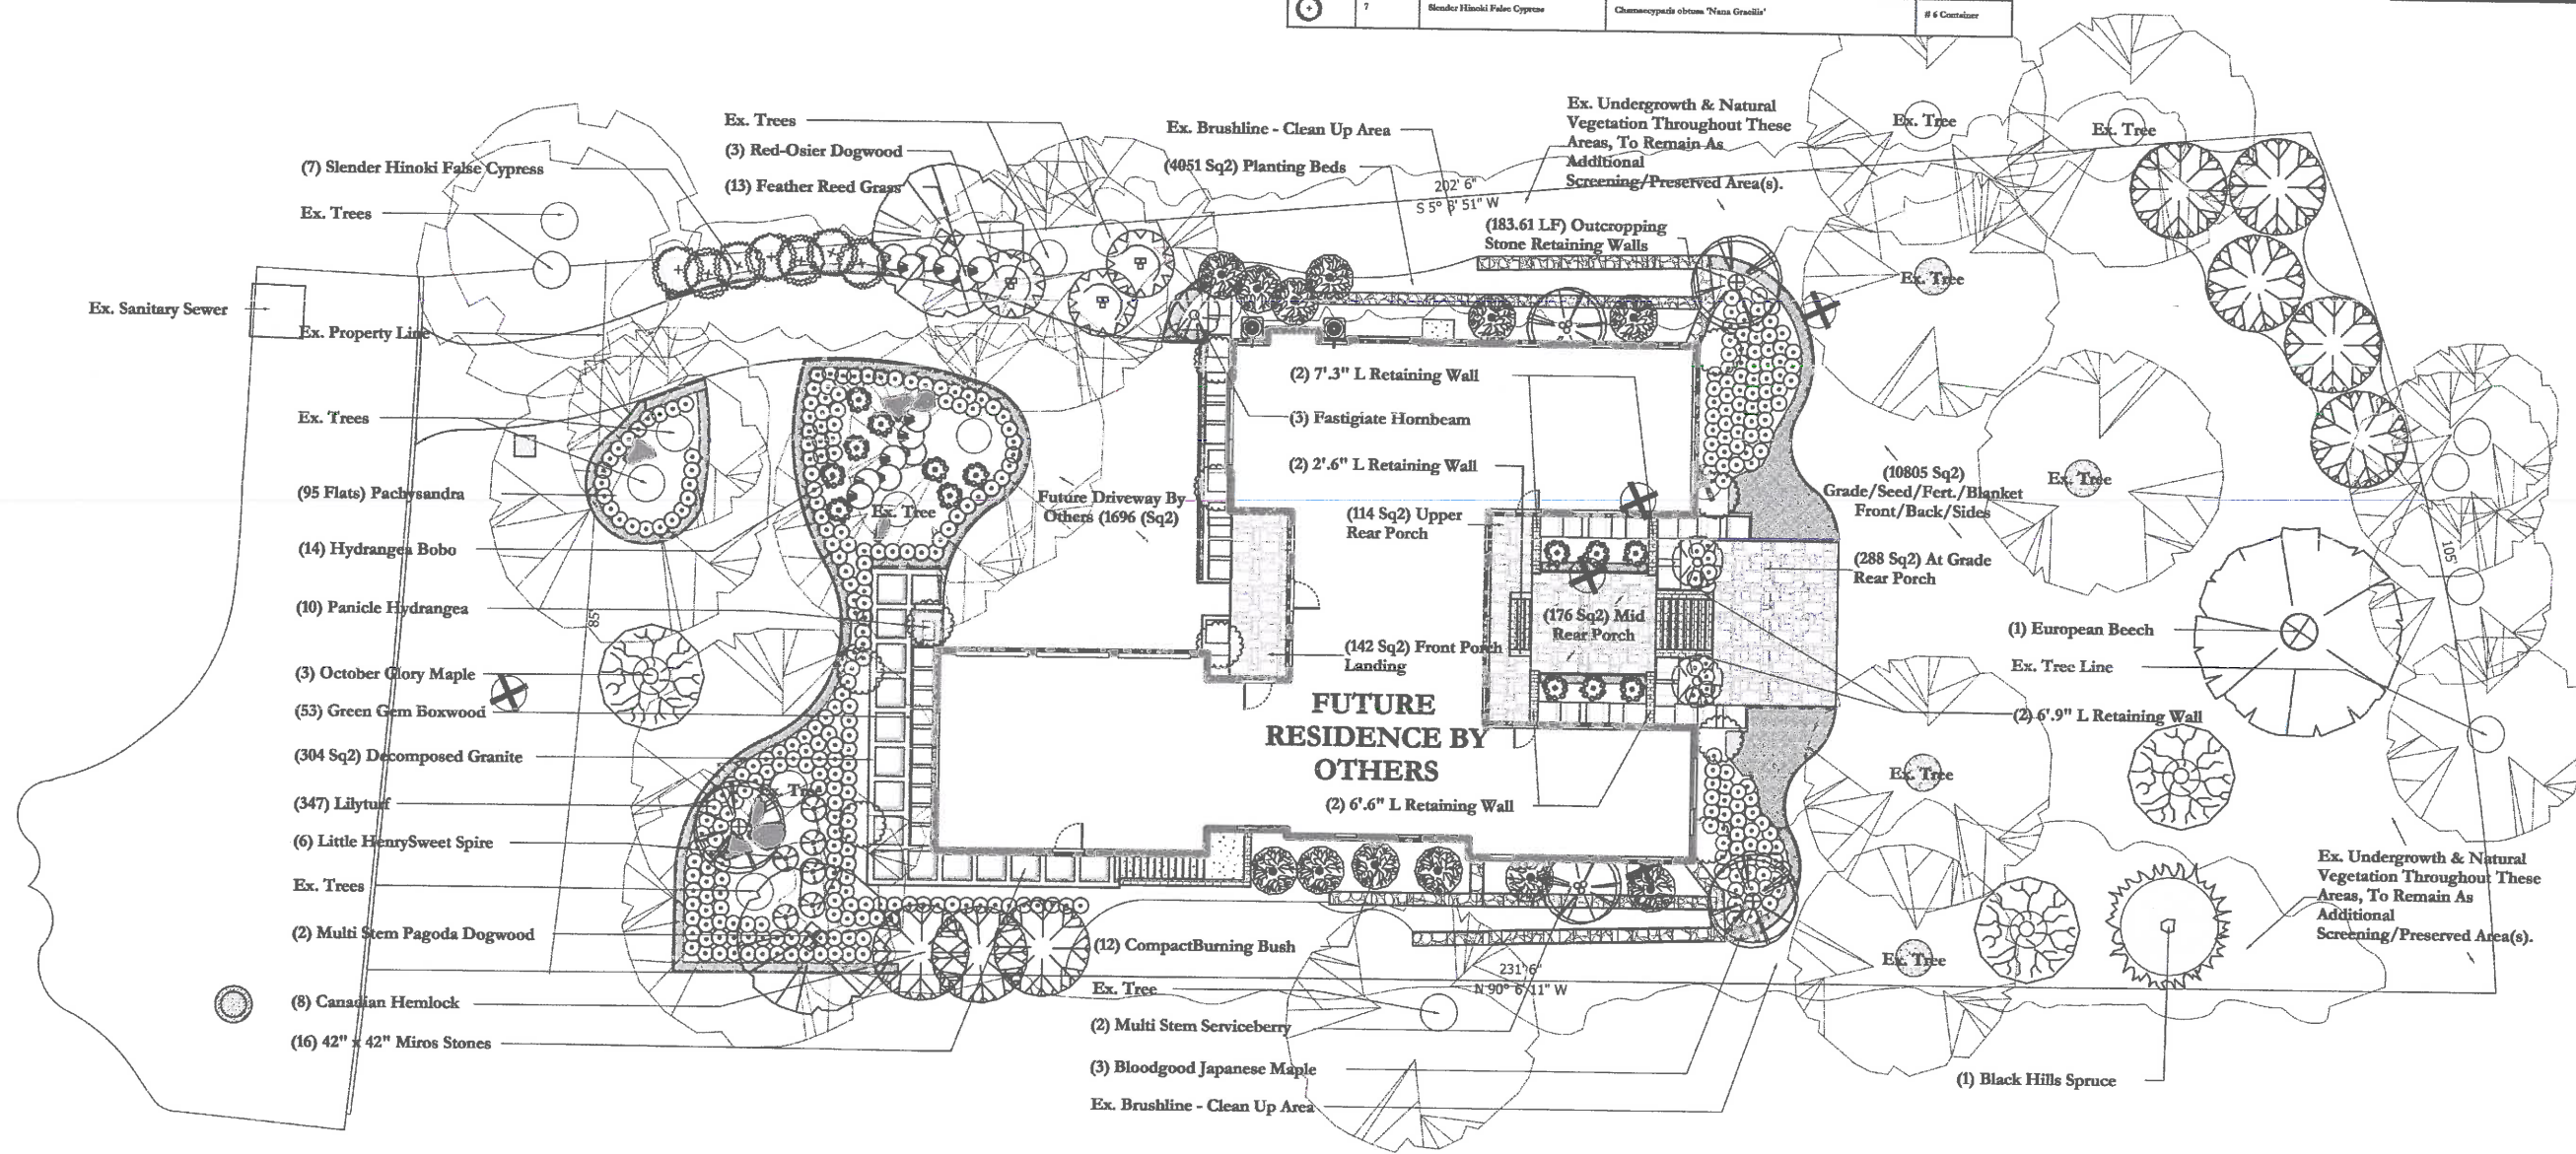 7 Slender Hinoki False Cypress Chamaecyparis obtusa 'Nana Gracilis' # 6 Container
Ex. Trees
(3) Red-Osier Dogwood
(13) Feather Reed Grass
(7) Slender Hinoki False Cypress
Ex. Trees
Ex. Sanitary Sewer
Ex. Property Line
Ex. Trees
(95 Flats) Pachysandra
(14) Hydrangea Bobo
(10) Panicle Hydrangea
85'
(3) October Glory Maple
(53) Green Gem Boxwood
(304 Sq2) Decomposed Granite
(347) Lilyturf
(6) Little HenrySweet Spire
Ex. Trees
(2) Multi Stem Pagoda Dogwood
(8) Canadian Hemlock
(16) 42" x 42" Miros Stones
Ex. Tree
Ex. Tree
Future Driveway By
Others (1696 (Sq2)
Ex. Brushline - Clean Up Area
(4051 Sq2) Planting Beds
Ex. Undergrowth & Natural
Vegetation Throughout These
Areas, To Remain As
Additional
Screening/Preserved Area(s).
202' 6"
S 5° 8' 51" W
(183.61 LF) Outcropping
Stone Retaining Walls
(2) 7'.3" L Retaining Wall
(3) Fastigiate Hornbeam
(2) 2'.6" L Retaining Wall
(114 Sq2) Upper
Rear Porch
(176 Sq2) Mid
Rear Porch
(142 Sq2) Front Porch
Landing
FUTURE
RESIDENCE BY
OTHERS
(2) 6'.6" L Retaining Wall
(12) CompactBurning Bush
Ex. Tree
(2) Multi Stem Serviceberry
(3) Bloodgood Japanese Maple
Ex. Brushline - Clean Up Area
231'6"
N 90° 6'11" W
Ex. Tree
Ex. Tree
Ex. Tree
Ex. Tree
(10805 Sq2)
Grade/Seed/Fert./Blanket
Front/Back/Sides
(288 Sq2) At Grade
Rear Porch
105'
(1) European Beech
Ex. Tree Line
(2) 6'.9" L Retaining Wall
Ex. Tree
Ex. Tree
Ex. Undergrowth & Natural
Vegetation Throughout These
Areas, To Remain As
Additional
Screening/Preserved Area(s).
(1) Black Hills Spruce